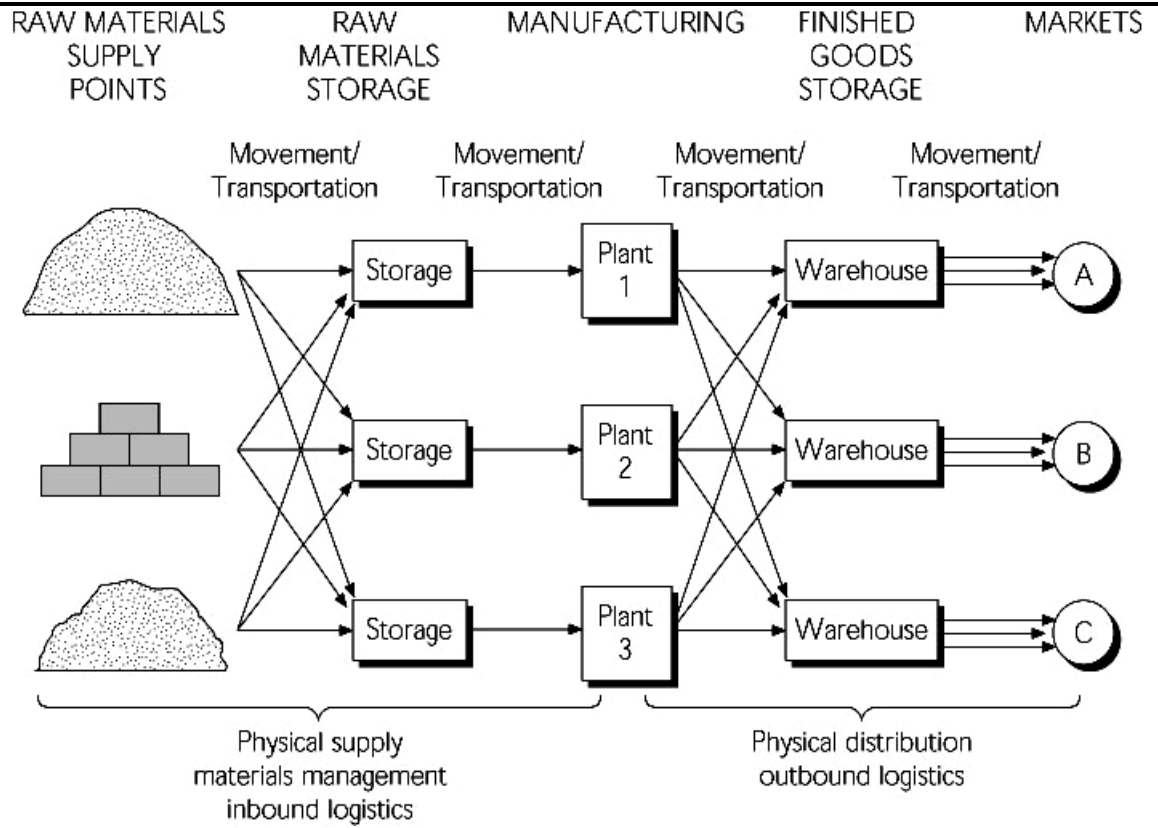 RAW MATERIALS
SUPPLY
POINTS
RAW
MATERIALS
STORAGE
MANUFACTURING
FINISHED
GOODS
STORAGE
MARKETS
Movement/
Transportation
Movement/
Transportation
Movement/
Transportation
Movement/
Transportation
Storage
Plant
1
Warehouse
A
Storage
Plant
2
Warehouse
B
Storage
Plant
3
Warehouse
C
Physical supply
materials management
inbound logistics
Physical distribution
outbound logistics